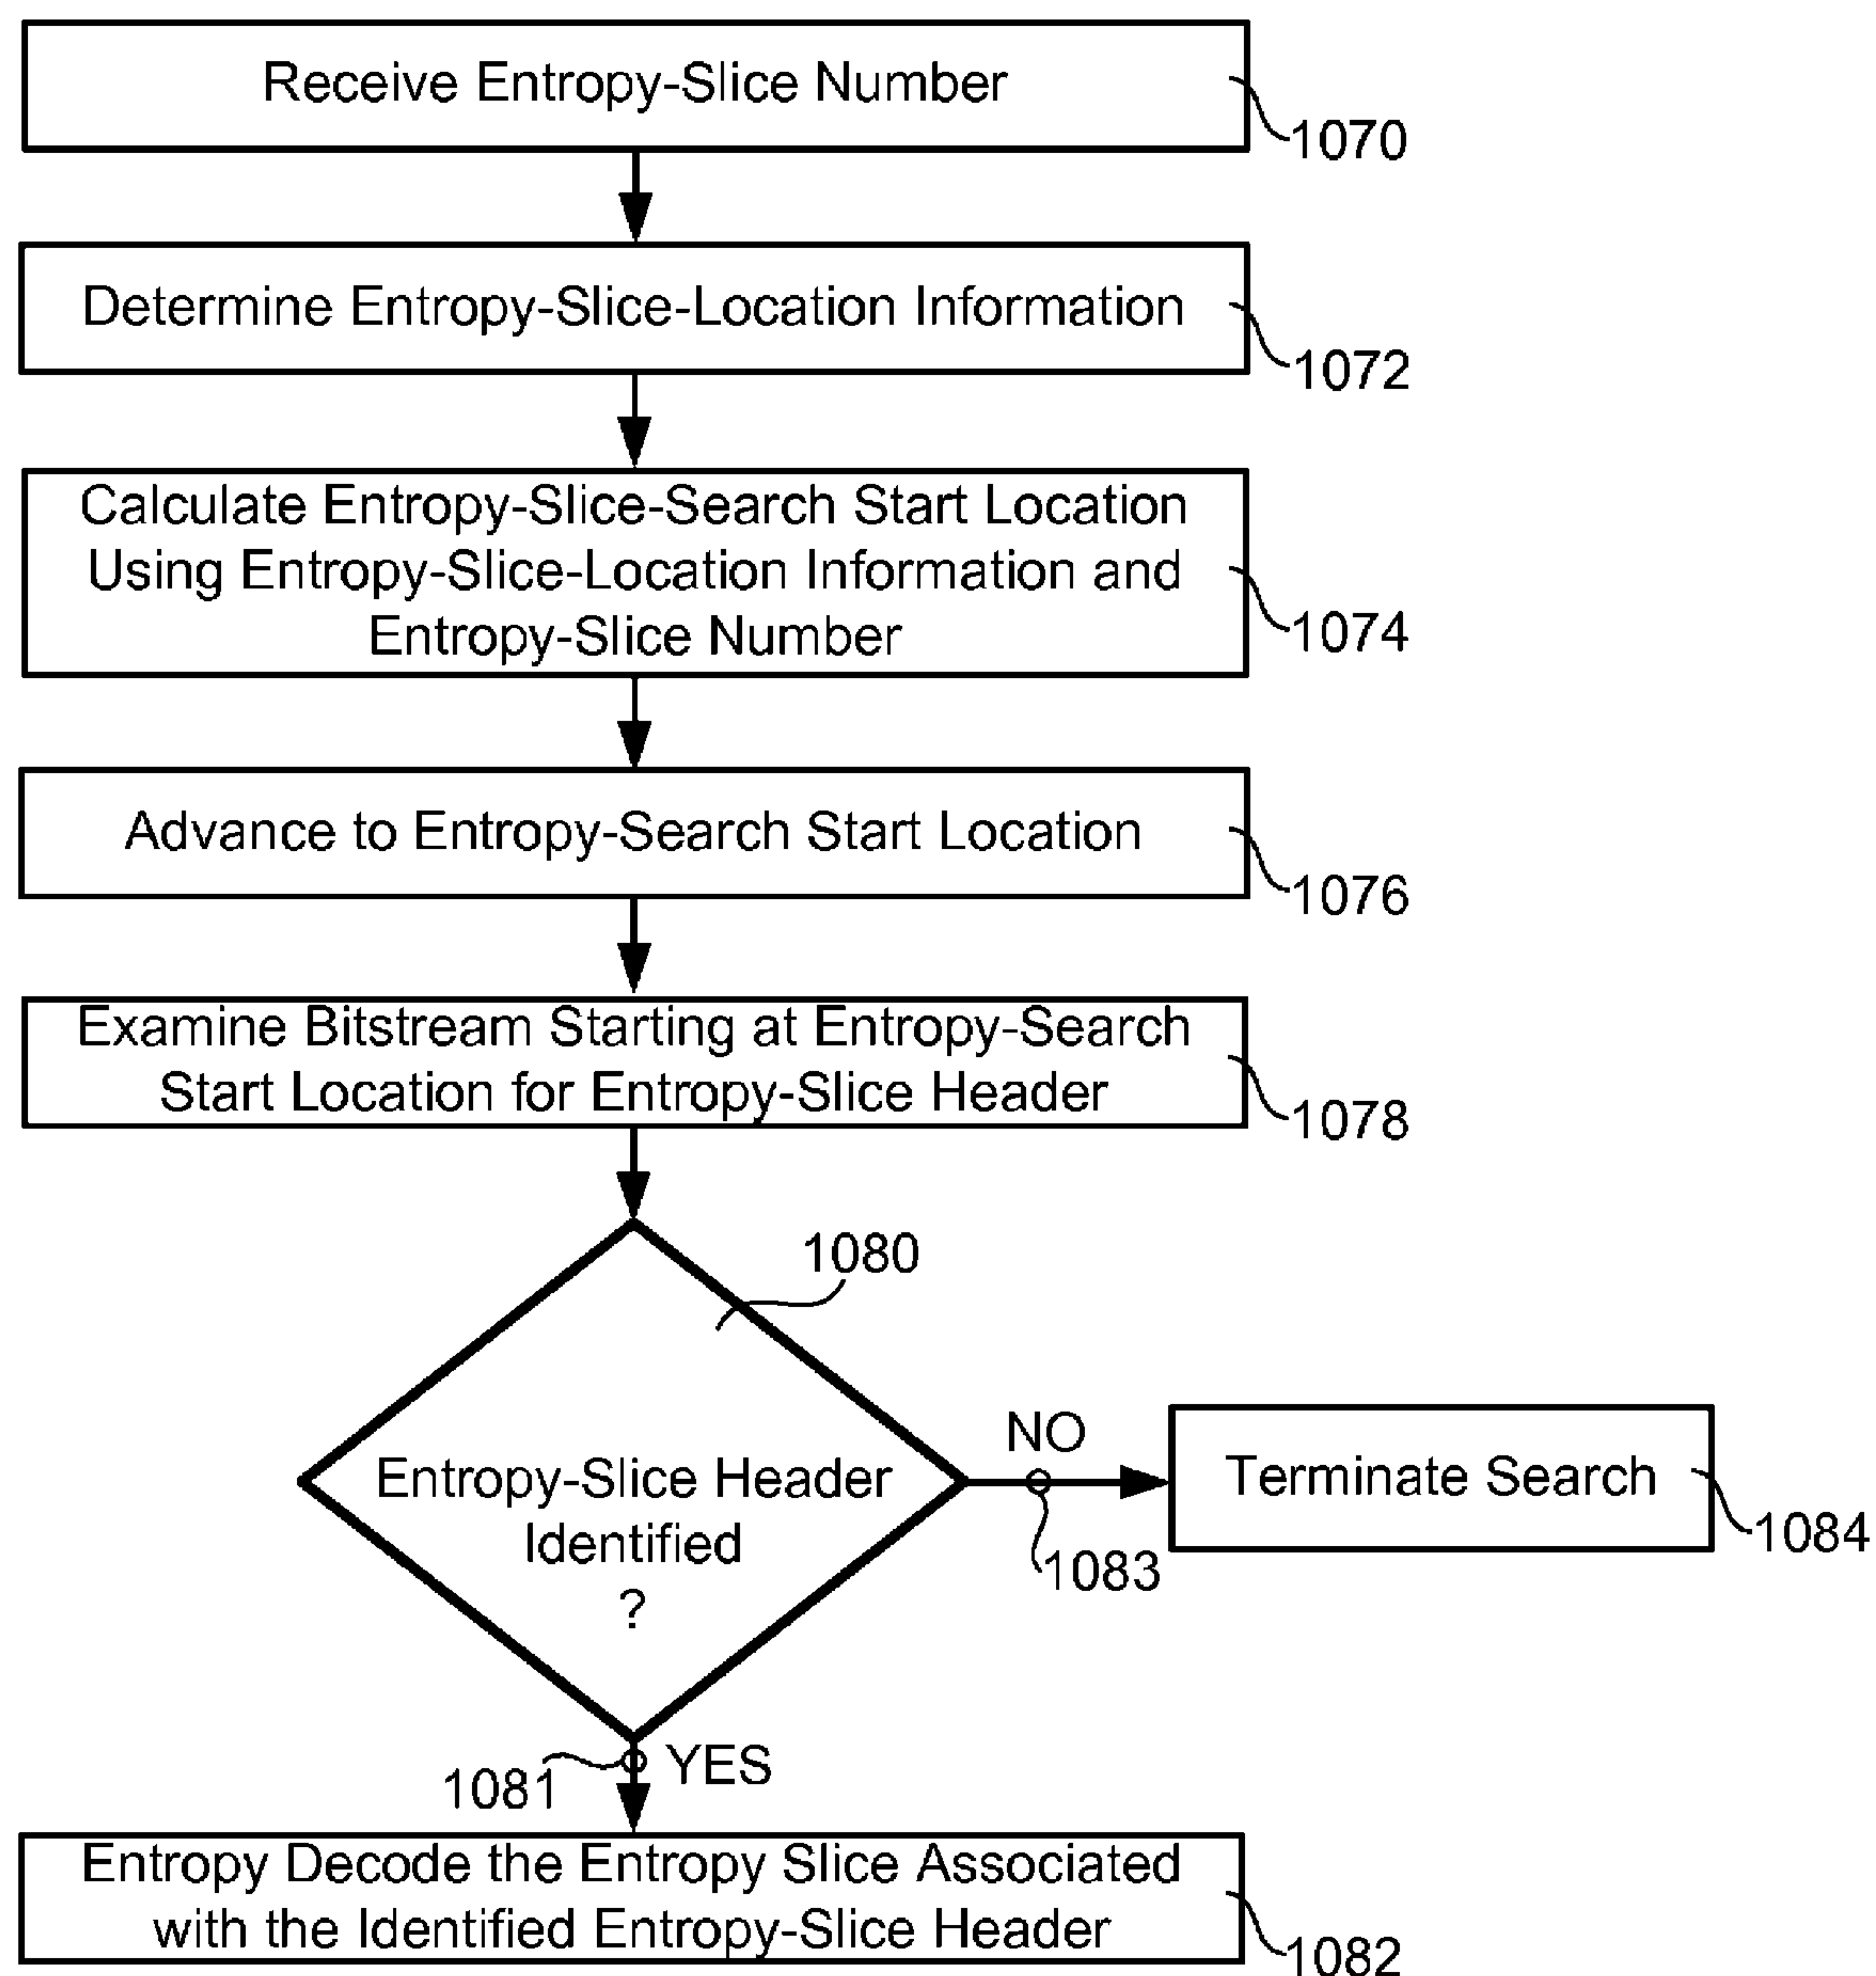 Receive Entropy-Slice Number
1070
Determine Entropy-Slice-Location Information
1072
Calculate Entropy-Slice-Search Start Location
Using Entropy-Slice-Location Information and
Entropy-Slice Number
1074
Advance to Entropy-Search Start Location
1076
Examine Bitstream Starting at Entropy-Search
Start Location for Entropy-Slice Header
1078
1080
Entropy-Slice Header
Identified
?
NO
1083
Terminate Search
1084
1081
YES
Entropy Decode the Entropy Slice Associated
with the Identified Entropy-Slice Header
1082